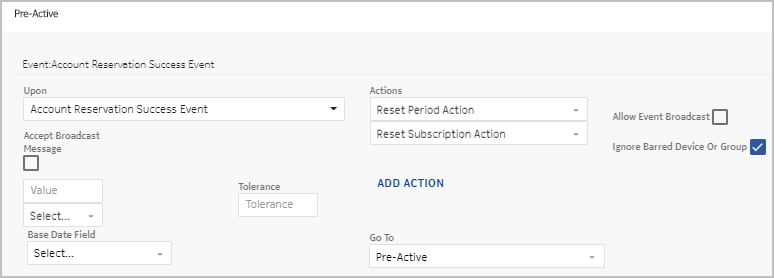 Pre-Active
Event:Account Reservation Success Event
Upon
Account Reservation Success Event
Accept Broadcast
Message
Value
Select...
Tolerance
Tolerance
Base Date Field
Select...
Actions
Reset Period Action
Reset Subscription Action
ADD ACTION
Go To
Pre-Active
Allow Event Broadcast
Ignore Barred Device Or Group